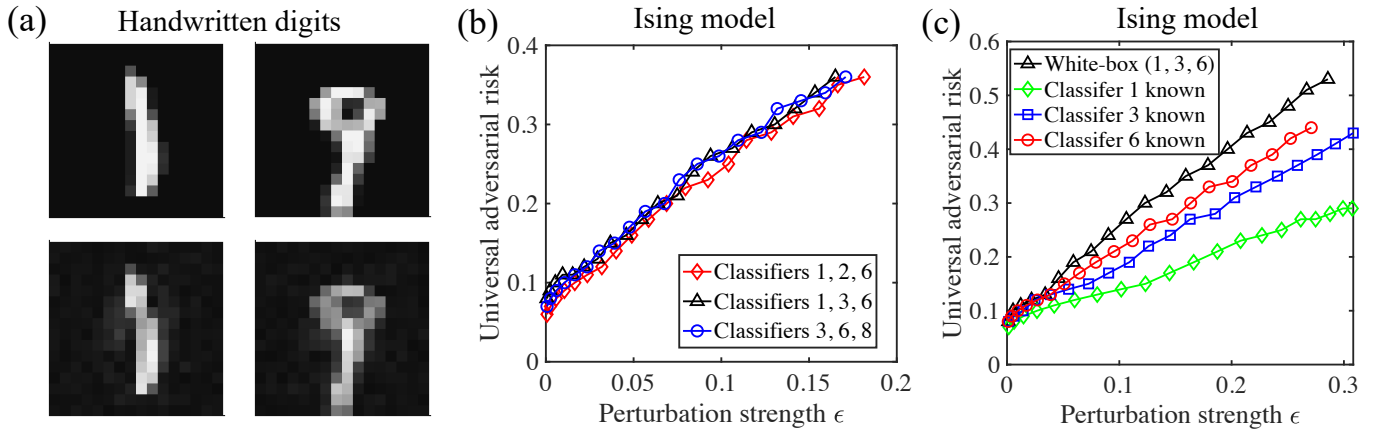 (a)
Handwritten digits
(b)
Ising model
Universal adversarial risk
0.4
0.3
0.2
0.1
0
0
0.05
0.1
0.15
0.2
Perturbation strength ϵ
Classifiers 1, 2, 6
Classifiers 1, 3, 6
Classifiers 3, 6, 8
(c)
Ising model
Universal adversarial risk
0.6
0.5
0.4
0.3
0.2
0.1
0
0
0.1
0.2
0.3
Perturbation strength ϵ
White-box (1, 3, 6)
Classifer 1 known
Classifer 3 known
Classifer 6 known